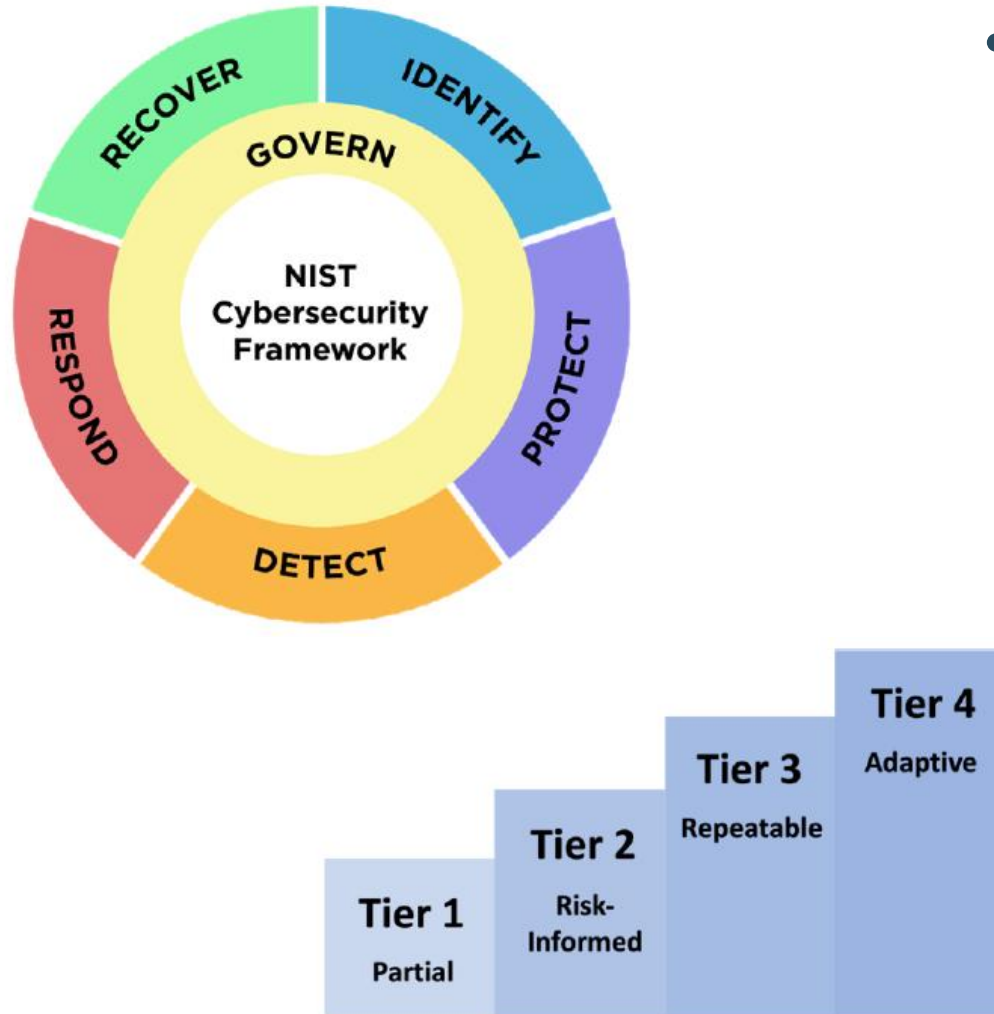 RECOVER
IDENTIFY
GOVERN
NIST
Cybersecurity
Framework
RESPOND
PROTECT
DETECT
Tier 4
Adaptive
Tier 3
Repeatable
Tier 2
Risk-
Informed
Tier 1
Partial